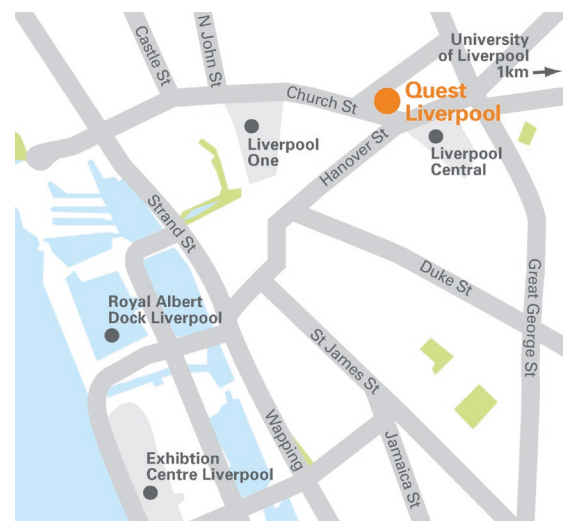 Castle St
N John St
University
of Liverpool
1km
Church St
Quest
Liverpool
Liverpool
One
Hanover St
Liverpool
Central
Strand St
Duke St
Great George St
Royal Albert
Dock Liverpool
St James St
Wapping
Jamaica St
Exhibtion
Centre Liverpool